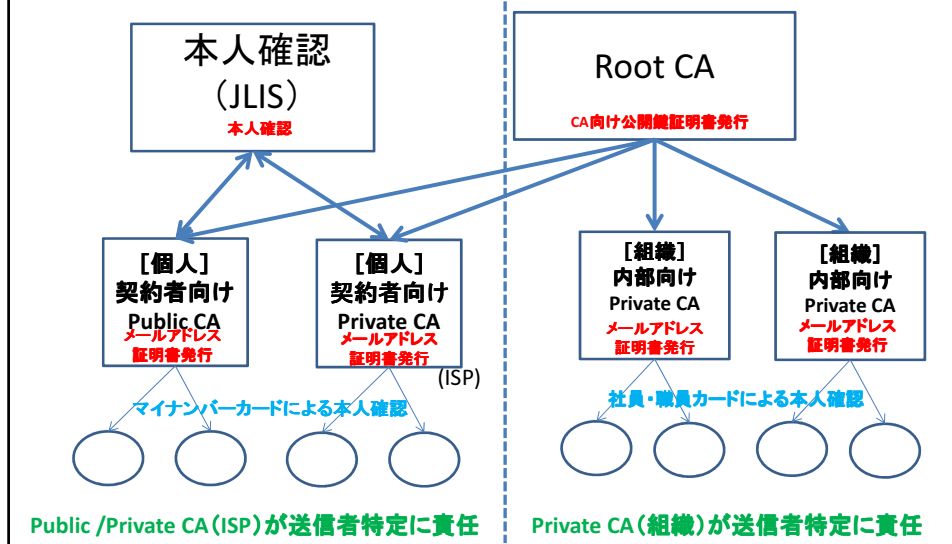 本人確認
（JLIS）
本人確認
Root CA
CA向け公開鍵証明書発行
[個人]
契約者向け
Public CA
メールアドレス
証明書発行
[個人]
契約者向け
Private CA
メールアドレス
証明書発行
(ISP)
[組織]
内部向け
Private CA
メールアドレス
証明書発行
[組織]
内部向け
Private CA
メールアドレス
証明書発行
マイナンバーカードによる本人確認
社員・職員カードによる本人確認
Public /Private CA（ISP）が送信者特定に責任
Private CA（組織）が送信者特定に責任